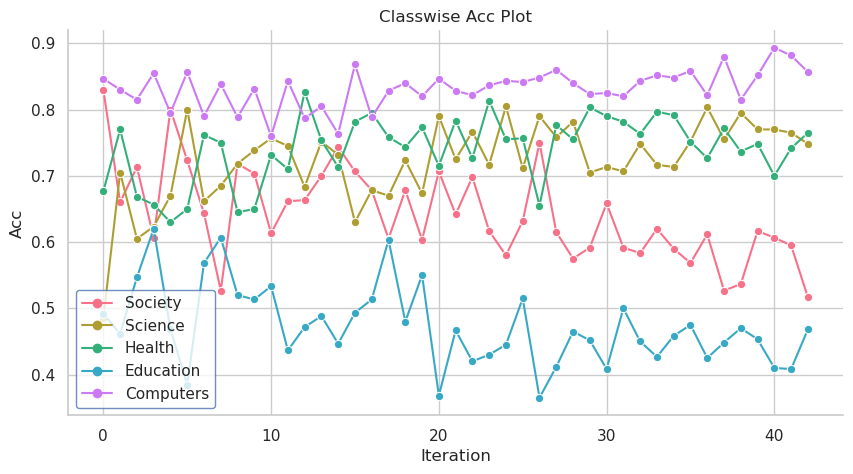 Classwise Acc Plot
0.9
0.8
0.7
0.6
0.5
0.4
Acc
Society
Science
Health
Education
Computers
0 10 20 30 40
Iteration